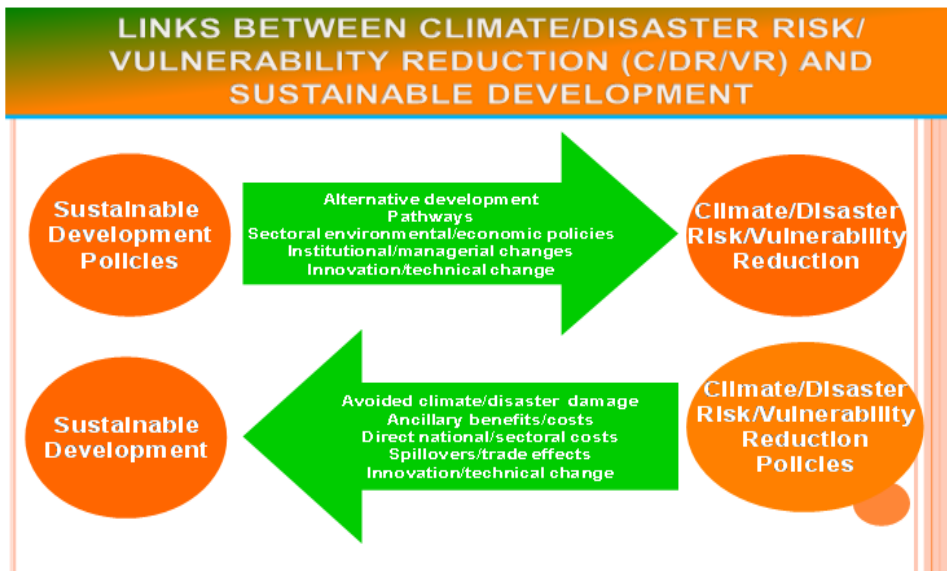 LINKS BETWEEN CLIMATE/DISASTER RISK/
VULNERABILITY REDUCTION (C/DR/VR) AND
SUSTAINABLE DEVELOPMENT
Sustainable
Development
Policies
Alternative development
Pathways
Sectoral environmental/economic policies
Institutional/managerial changes
Innovation/technical change
Climate/Disaster
Risk/Vulnerability
Reduction
Sustainable
Development
Avoided climate/disaster damage
Ancillary benefits/costs
Direct national/sectoral costs
Spillovers/trade effects
Innovation/technical change
Climate/Disaster
Risk/Vulnerability
Reduction
Policies